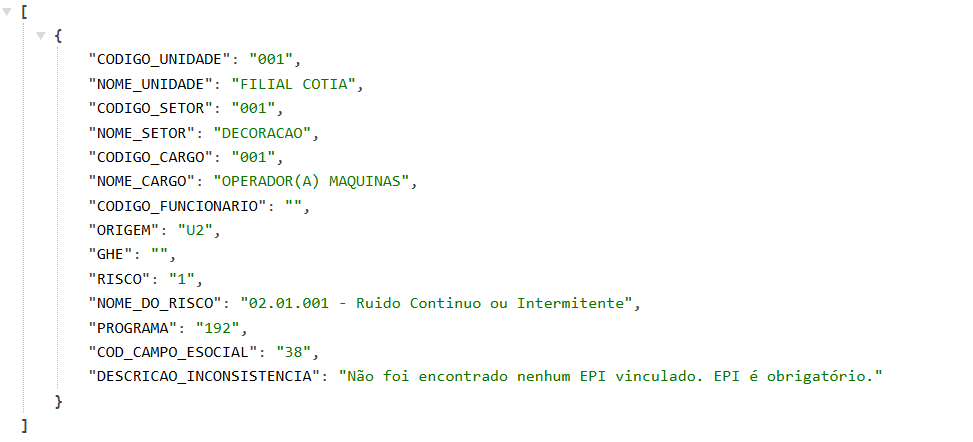 [
{
"CODIGO_UNIDADE": "001",
"NOME_UNIDADE": "FILIAL COTIA",
"CODIGO_SETOR": "001",
"NOME_SETOR": "DECORACAO",
"CODIGO_CARGO": "001",
"NOME_CARGO": "OPERADOR(A) MAQUINAS",
"CODIGO_FUNCIONARIO": "",
"ORIGEM": "U2",
"GHE": "",
"RISCO": "1",
"NOME_DO_RISCO": "02.01.001 - Ruido Continuo ou Intermitente",
"PROGRAMA": "192",
"COD_CAMPO_ESOCIAL": "38",
"DESCRICAO_INCONSISTENCIA": "Não foi encontrado nenhum EPI vinculado. EPI é obrigatório."
}
]